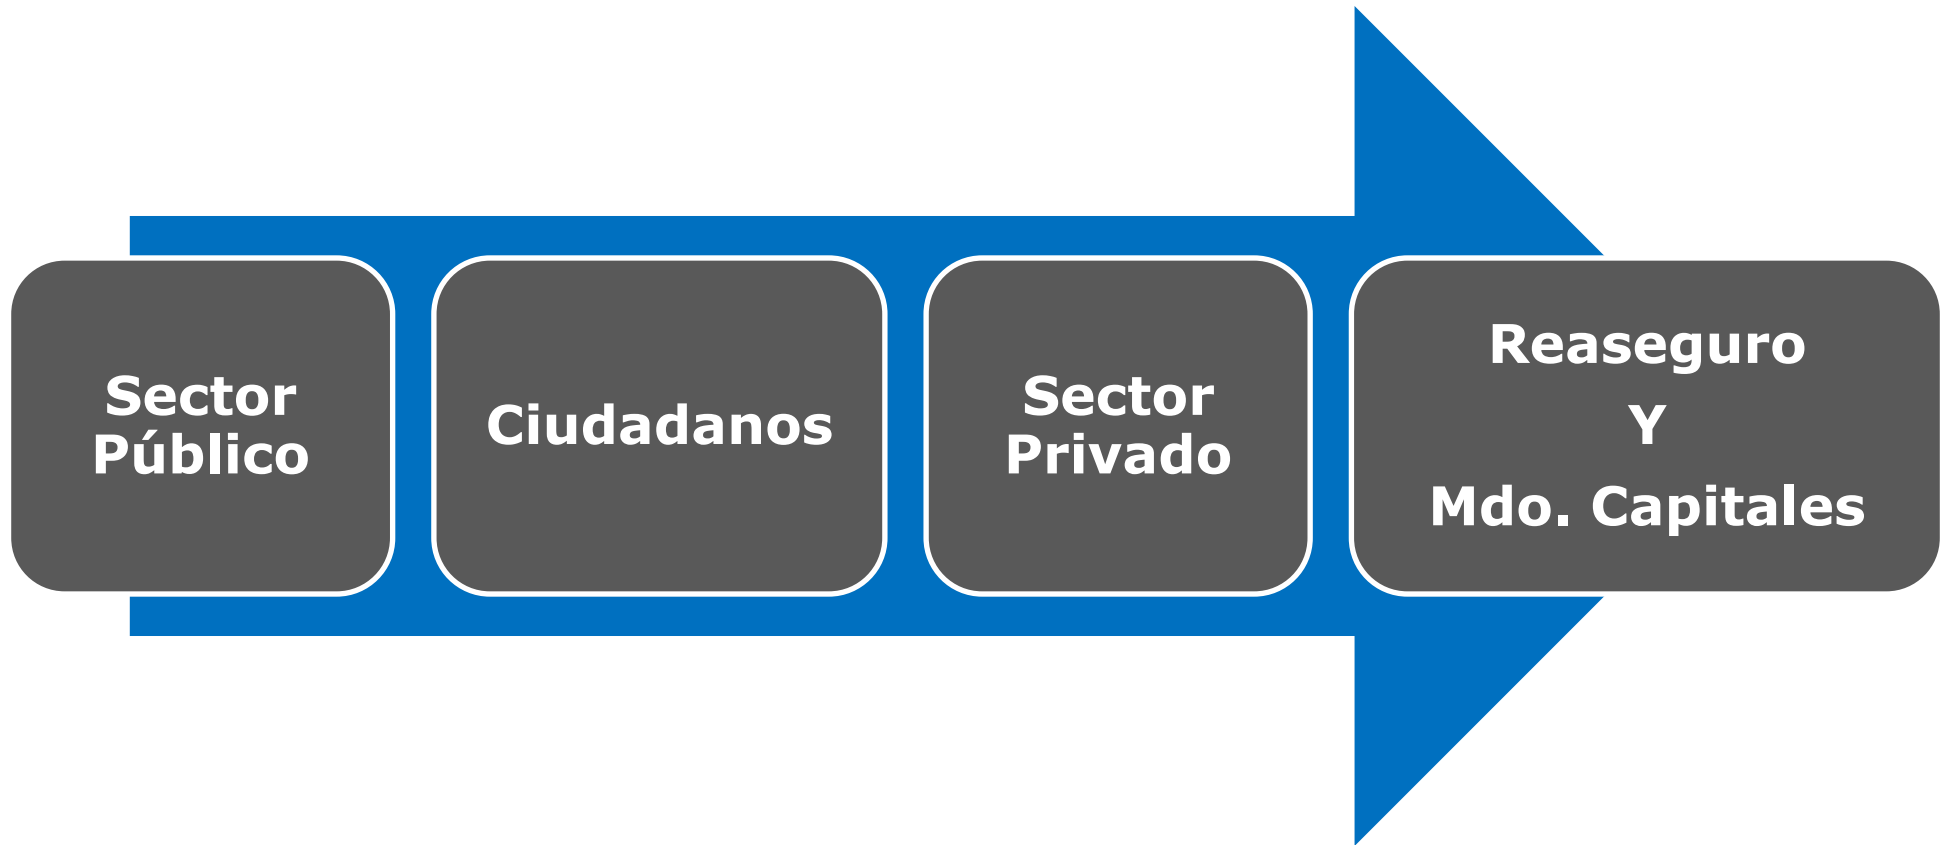 Sector
Público
Ciudadanos
Sector
Privado
Reaseguro
Y
Mdo. Capitales